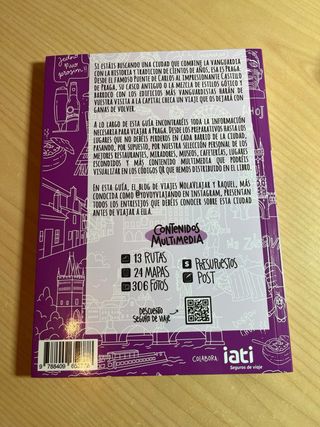 Jedno
Pivo
prosím
SI ESTÁIS BUSCANDO UNA CIUDAD QUE COMBINE LA VANGUARDIA
CON LA HISTORIA Y TRADICIÓN DE CIENTOS DE AÑOS, ESA ES PRAGA.
DESDE EL FAMOSO PUENTE DE CARLOS AL IMPRESIONANTE CASTILLO
DE PRAGA, SU CASCO ANTIGUO O LA MEZCLA DE ESTILOS GÓTICO Y
BARROCO CON LOS EDIFICIOS MÁS VANGUARDISTAS HARÁN DE
VUESTRA VISITA A LA CAPITAL CHECA UN VIAJE QUE OS DEJARÁ CON
GANAS DE VOLVER.
A LO LARGO DE ESTA GUÍA ENCONTRARÉIS TODA LA INFORMACIÓN
NECESARIA PARA VIAJAR A PRAGA. DESDE LOS PREPARATIVOS HASTA LOS
LUGARES QUE NO DEBÉIS PERDEROS EN CADA BARRIO DE LA CIUDAD,
PASANDO, POR SUPUESTO, POR NUESTRA SELECCIÓN PERSONAL DE LOS
MEJORES RESTAURANTES, MIRADORES, MUSEOS, CAFETERÍAS, LUGARES
ESCONDIDOS Y MÁS CONTENIDO MULTIMEDIA QUE PODRÉIS
VISUALIZAR EN LOS CÓDIGOS QR QUE HEMOS DISTRIBUIDO EN EL LIBRO.
EN ESTA GUÍA, EL BLOG DE VIAJES MOLAVIAJAR Y RAQUEL, MÁS
CONOCIDA COMO @YOVOYVIAJANDO EN INSTAGRAM, PRESENTAN
TODOS LOS ENTRESIJOS QUE DEBÉIS CONOCER SOBRE ESTA CIUDAD
ANTES DE VIAJAR A ELLA.
CONTENIDOS
MULTIMEDIA
13 RUTAS
24 MAPAS
306 FOTOS
$ PRESUPUESTOS
POST
DESCUENTO
SEGURO DE VIAJE
COLABORA
iati
Seguros de viaje